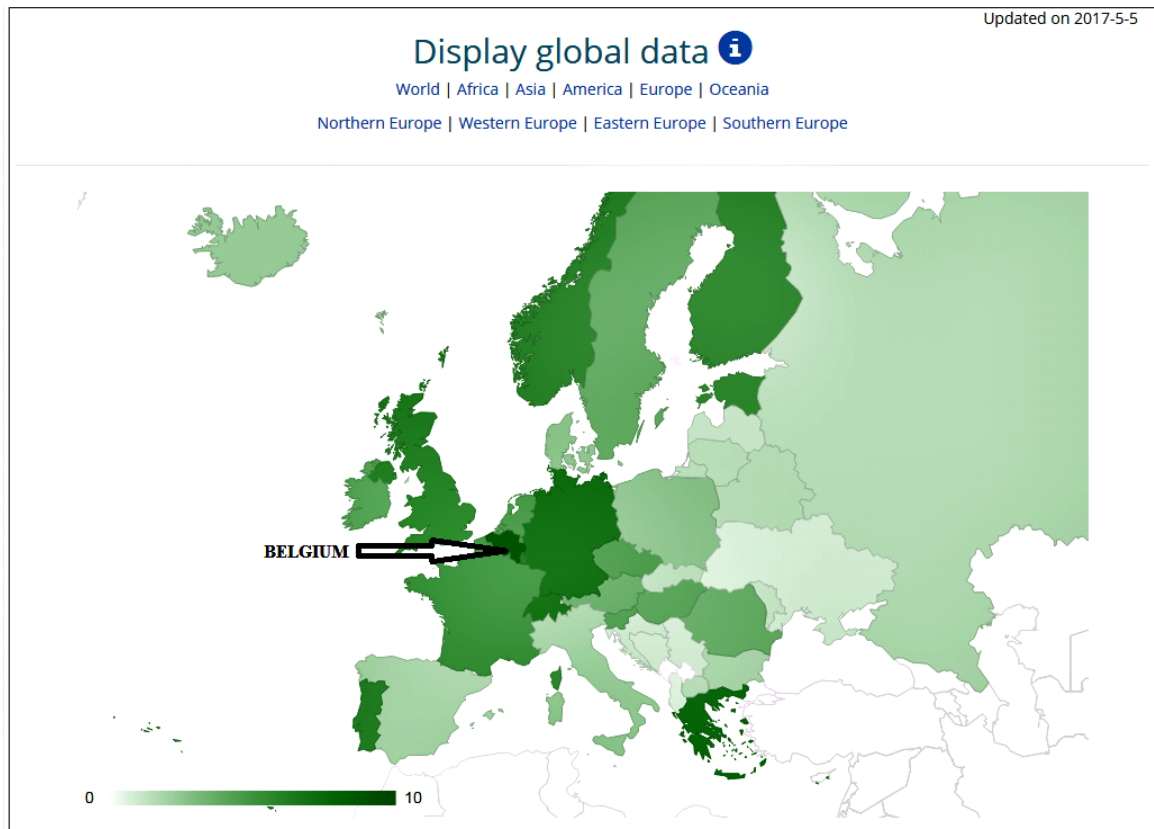 Updated on 2017-5-5
Display global data i
World | Africa | Asia | America | Europe | Oceania
Northern Europe | Western Europe | Eastern Europe | Southern Europe
BELGIUM
0 10